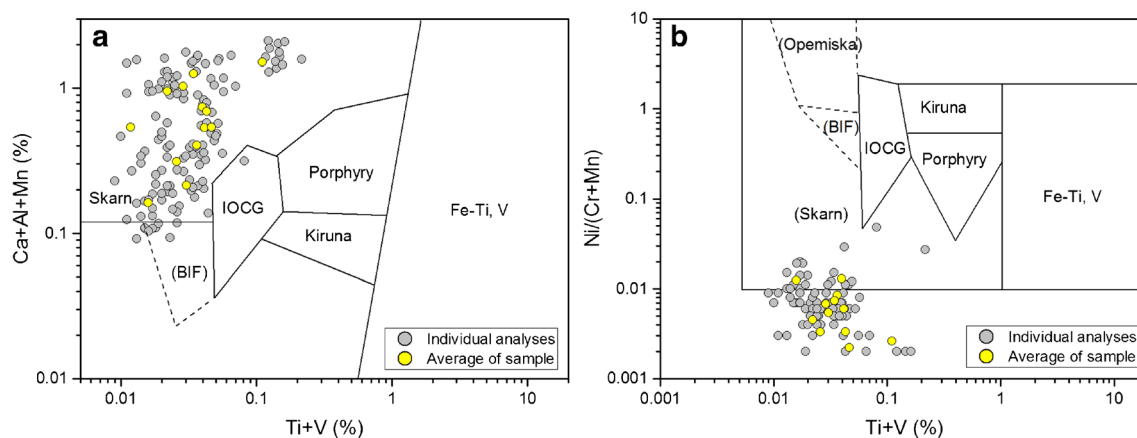 a
Ca+Al+Mn (%)
1
0.1
0.01
Skarn
(BIF)
IOCG
Porphyry
Kiruna
Fe-Ti, V
Individual analyses
Average of sample
0.01
0.1
1
10
Ti+V (%)
b
Ni/(Cr+Mn)
10
1
0.1
0.01
0.001
(Opemiska)
(BIF)
IOCG
Kiruna
Porphyry
(Skarn)
Fe-Ti, V
Individual analyses
Average of sample
0.001
0.01
0.1
1
10
Ti+V (%)